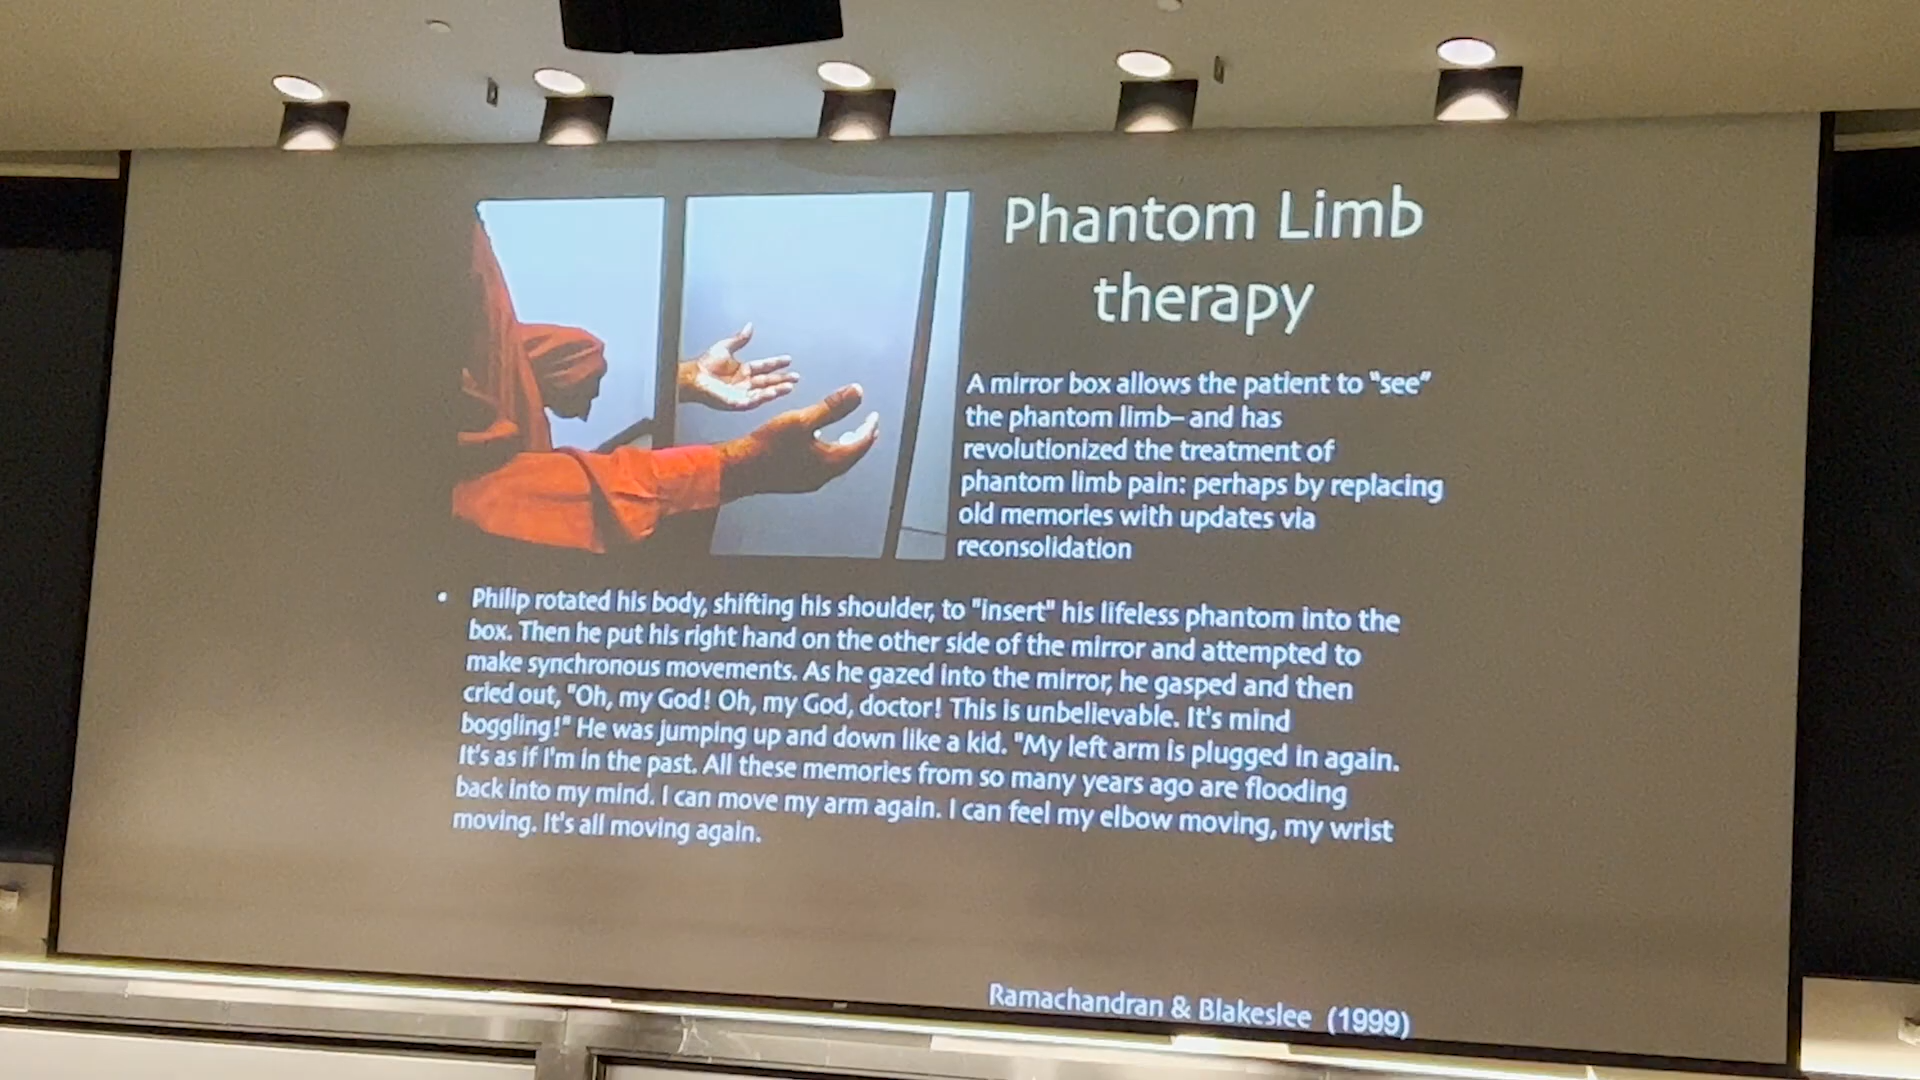 Phantom Limb
therapy
A mirror box allows the patient to “see”
the phantom limb– and has
revolutionized the treatment of
phantom limb pain: perhaps by replacing
old memories with updates via
reconsolidation
• Philip rotated his body, shifting his shoulder, to "insert" his lifeless phantom into the
box. Then he put his right hand on the other side of the mirror and attempted to
make synchronous movements. As he gazed into the mirror, he gasped and then
cried out, "Oh, my God! Oh, my God, doctor! This is unbelievable. It's mind
boggling!" He was jumping up and down like a kid. "My left arm is plugged in again.
It's as if I'm in the past. All these memories from so many years ago are flooding
back into my mind. I can move my arm again. I can feel my elbow moving, my wrist
moving. It's all moving again.
Ramachandran & Blakeslee (1999)